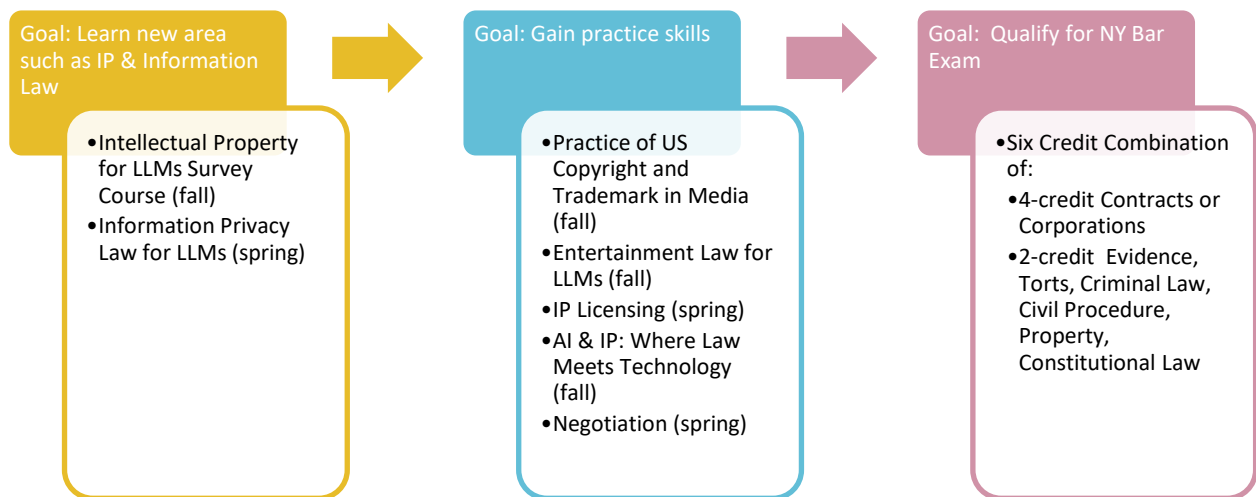 Goal: Learn new area
such as IP & Information
Law
•Intellectual Property
for LLMs Survey
Course (fall)
•Information Privacy
Law for LLMs (spring)
Goal: Gain practice skills
•Practice of US
Copyright and
Trademark in Media
(fall)
•Entertainment Law for
LLMs (fall)
•IP Licensing (spring)
•AI & IP: Where Law
Meets Technology
(fall)
•Negotiation (spring)
Goal:  Qualify for NY Bar
Exam
•Six Credit Combination
of:
•4-credit Contracts or
Corporations
•2-credit  Evidence,
Torts, Criminal Law,
Civil Procedure,
Property,
Constitutional Law